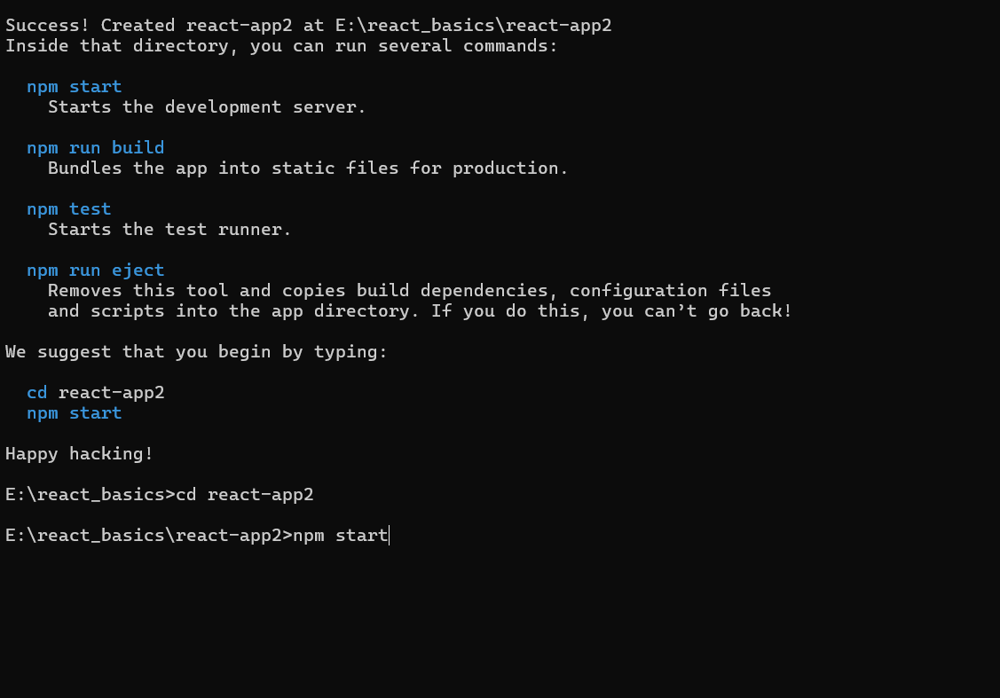 Success! Created react-app2 at E:\react_basics\react-app2
Inside that directory, you can run several commands:
npm start
Starts the development server.
npm run build
Bundles the app into static files for production.
npm test
Starts the test runner.
npm run eject
Removes this tool and copies build dependencies, configuration files
and scripts into the app directory. If you do this, you can’t go back!
We suggest that you begin by typing:
cd react-app2
npm start
Happy hacking!
E:\react_basics>cd react-app2
E:\react_basics\react-app2>npm start